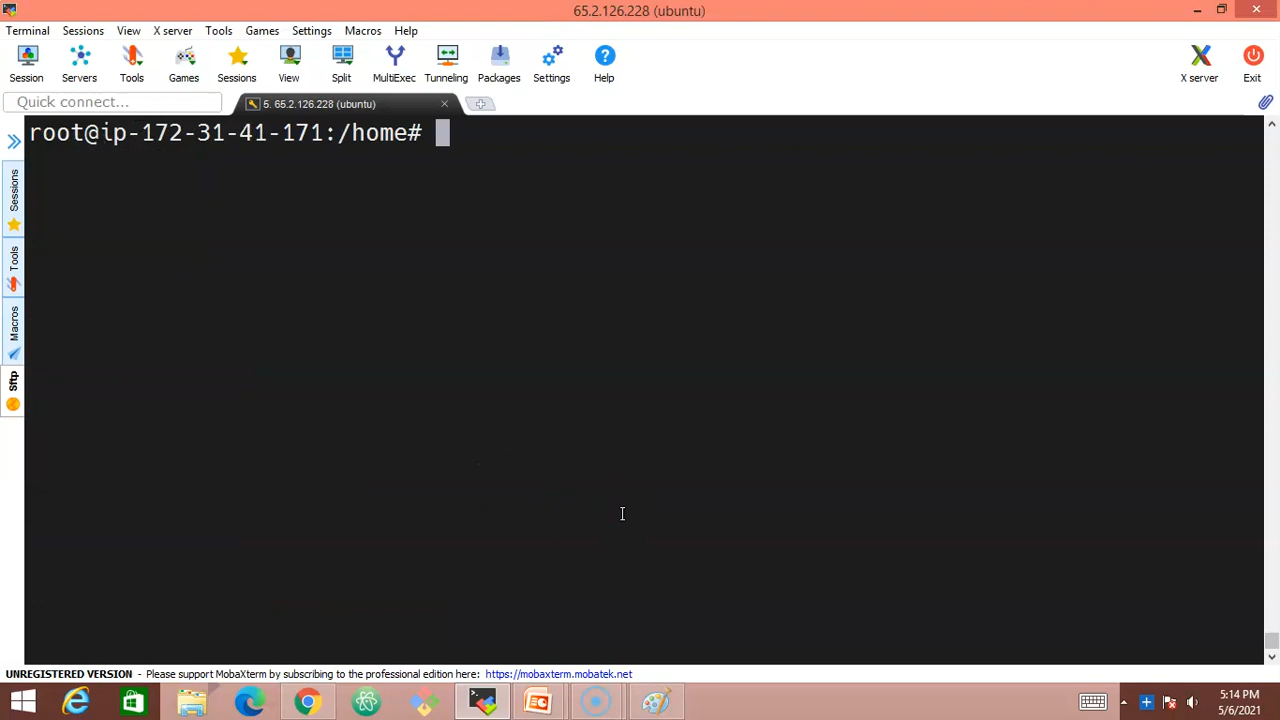 65.2.126.228 (ubuntu)
Terminal Sessions View X server Tools Games Settings Macros Help
Session Servers Tools Games Sessions View Split MultiExec Tunneling Packages Settings Help X server Exit
Quick connect...
5. 65.2.126.228 (ubuntu)
root@ip-172-31-41-171:/home#
Sessions
Tools
Macros
Sftp
UNREGISTERED VERSION - Please support MobaXterm by subscribing to the professional edition here: https://mobaxterm.mobatek.net
5:14 PM
5/6/2021